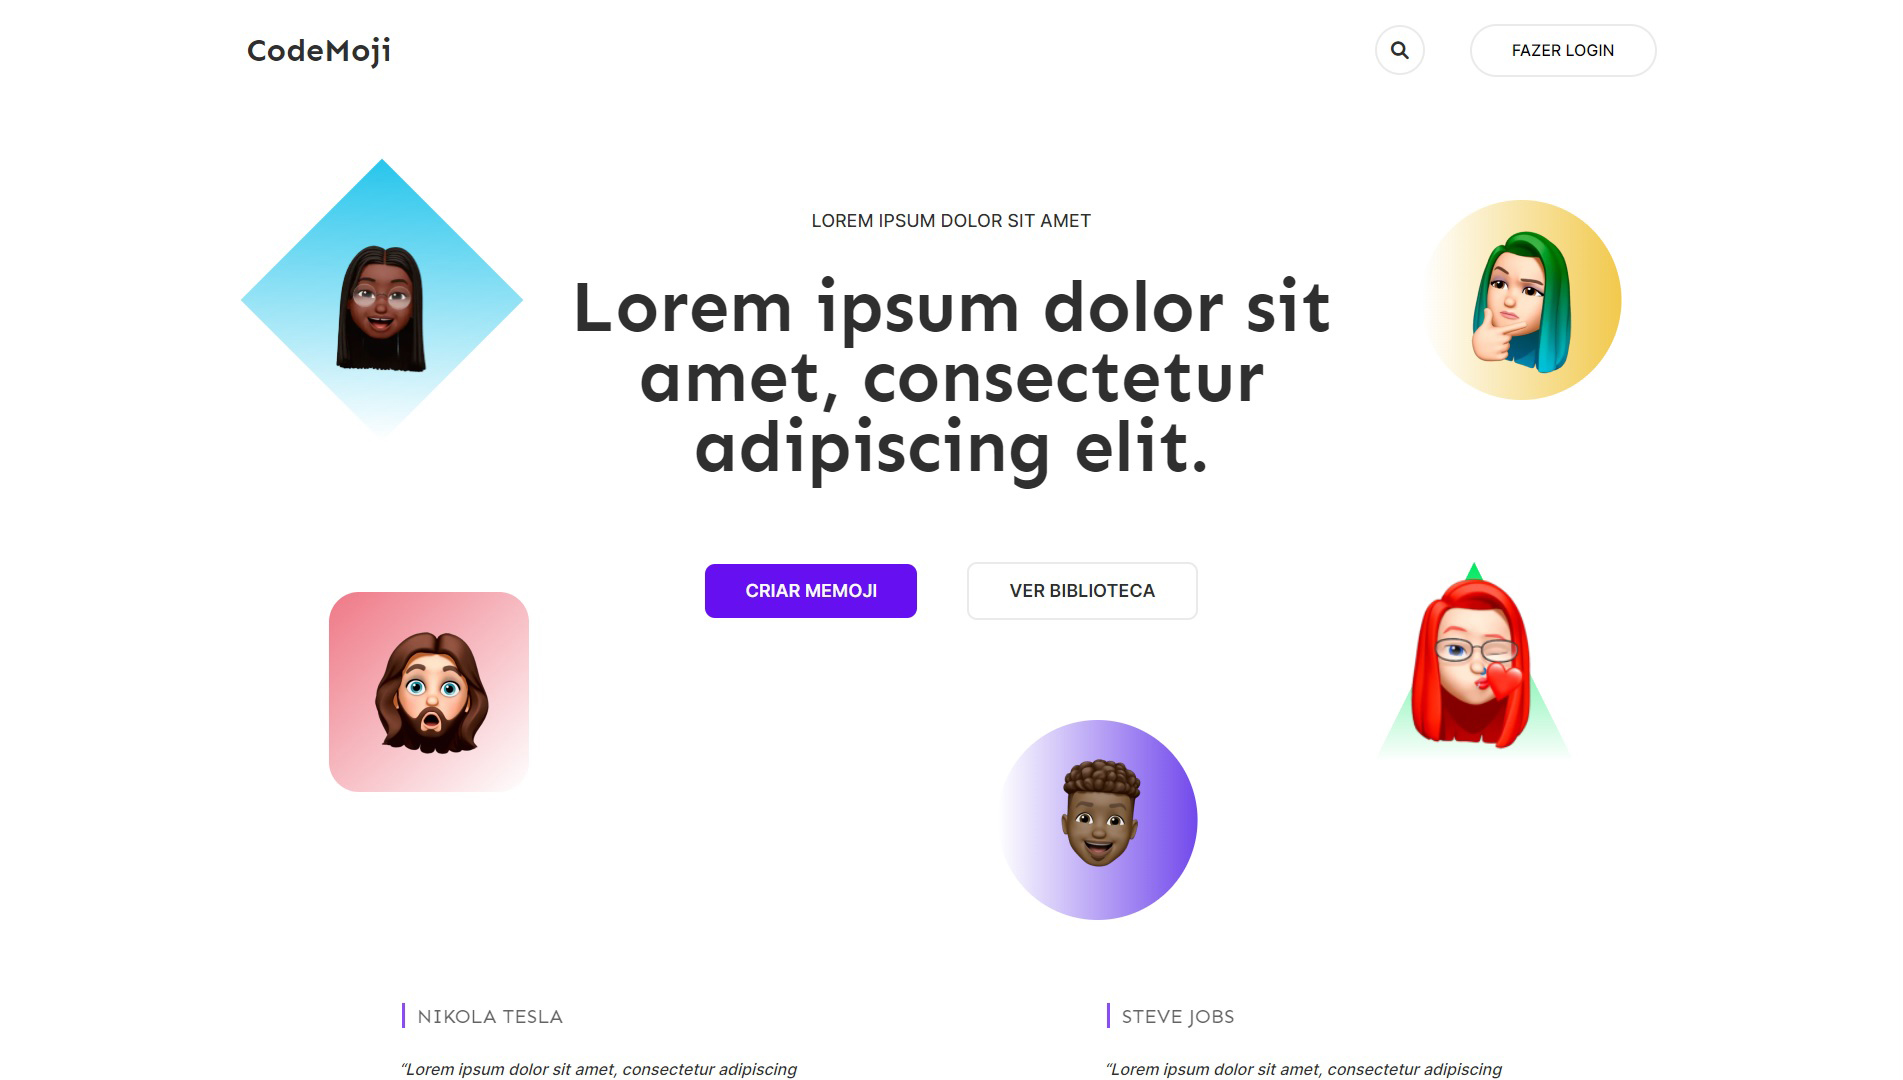 CodeMoji
FAZER LOGIN
LOREM IPSUM DOLOR SIT AMET
Lorem ipsum dolor sit
amet, consectetur
adipiscing elit.
CRIAR MEMOJI
VER BIBLIOTECA
NIKOLA TESLA
“Lorem ipsum dolor sit amet, consectetur adipiscing
STEVE JOBS
“Lorem ipsum dolor sit amet, consectetur adipiscing